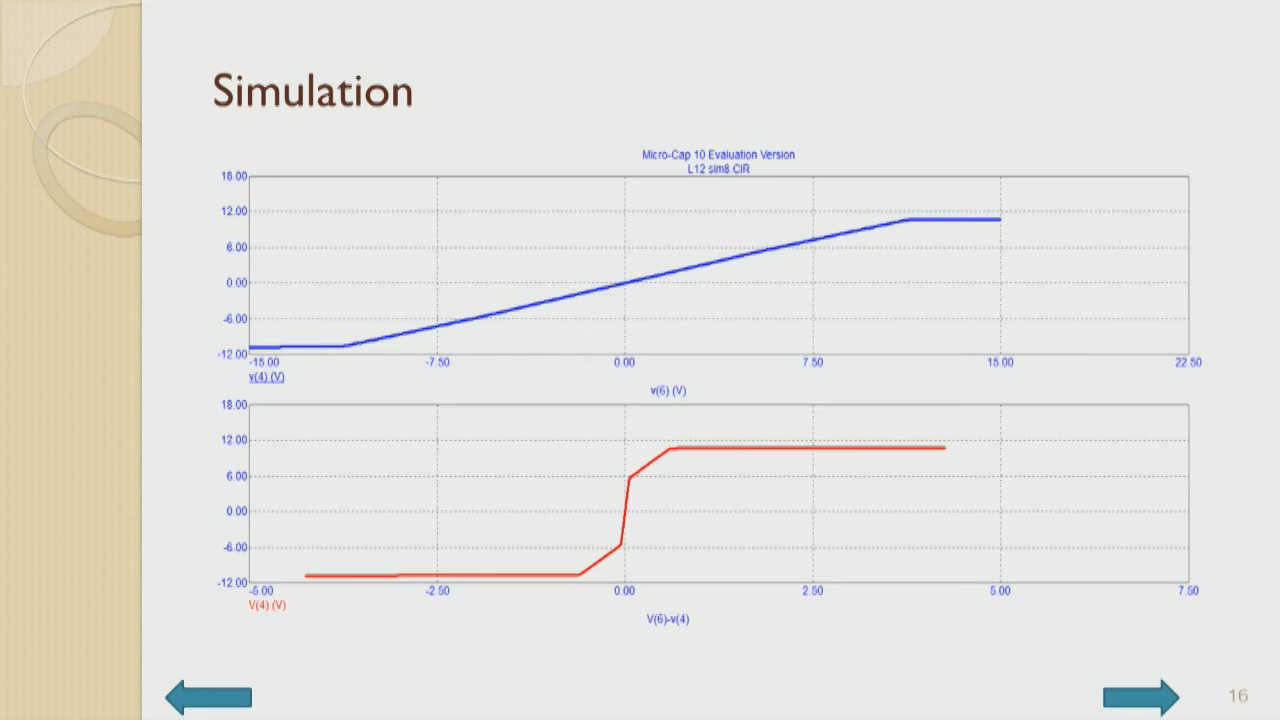 Simulation
Micro-Cap 10 Evaluation Version
L12 sim8.CIR
18.00
12.00
6.00
0.00
-6.00
-12.00
-15.00 -7.50 0.00 7.50 15.00 22.50
v(4) (V)
v(6) (V)
18.00
12.00
6.00
0.00
-6.00
-12.00
-5.00 -2.50 0.00 2.50 5.00 7.50
V(4) (V)
V(6)-v(4)
16